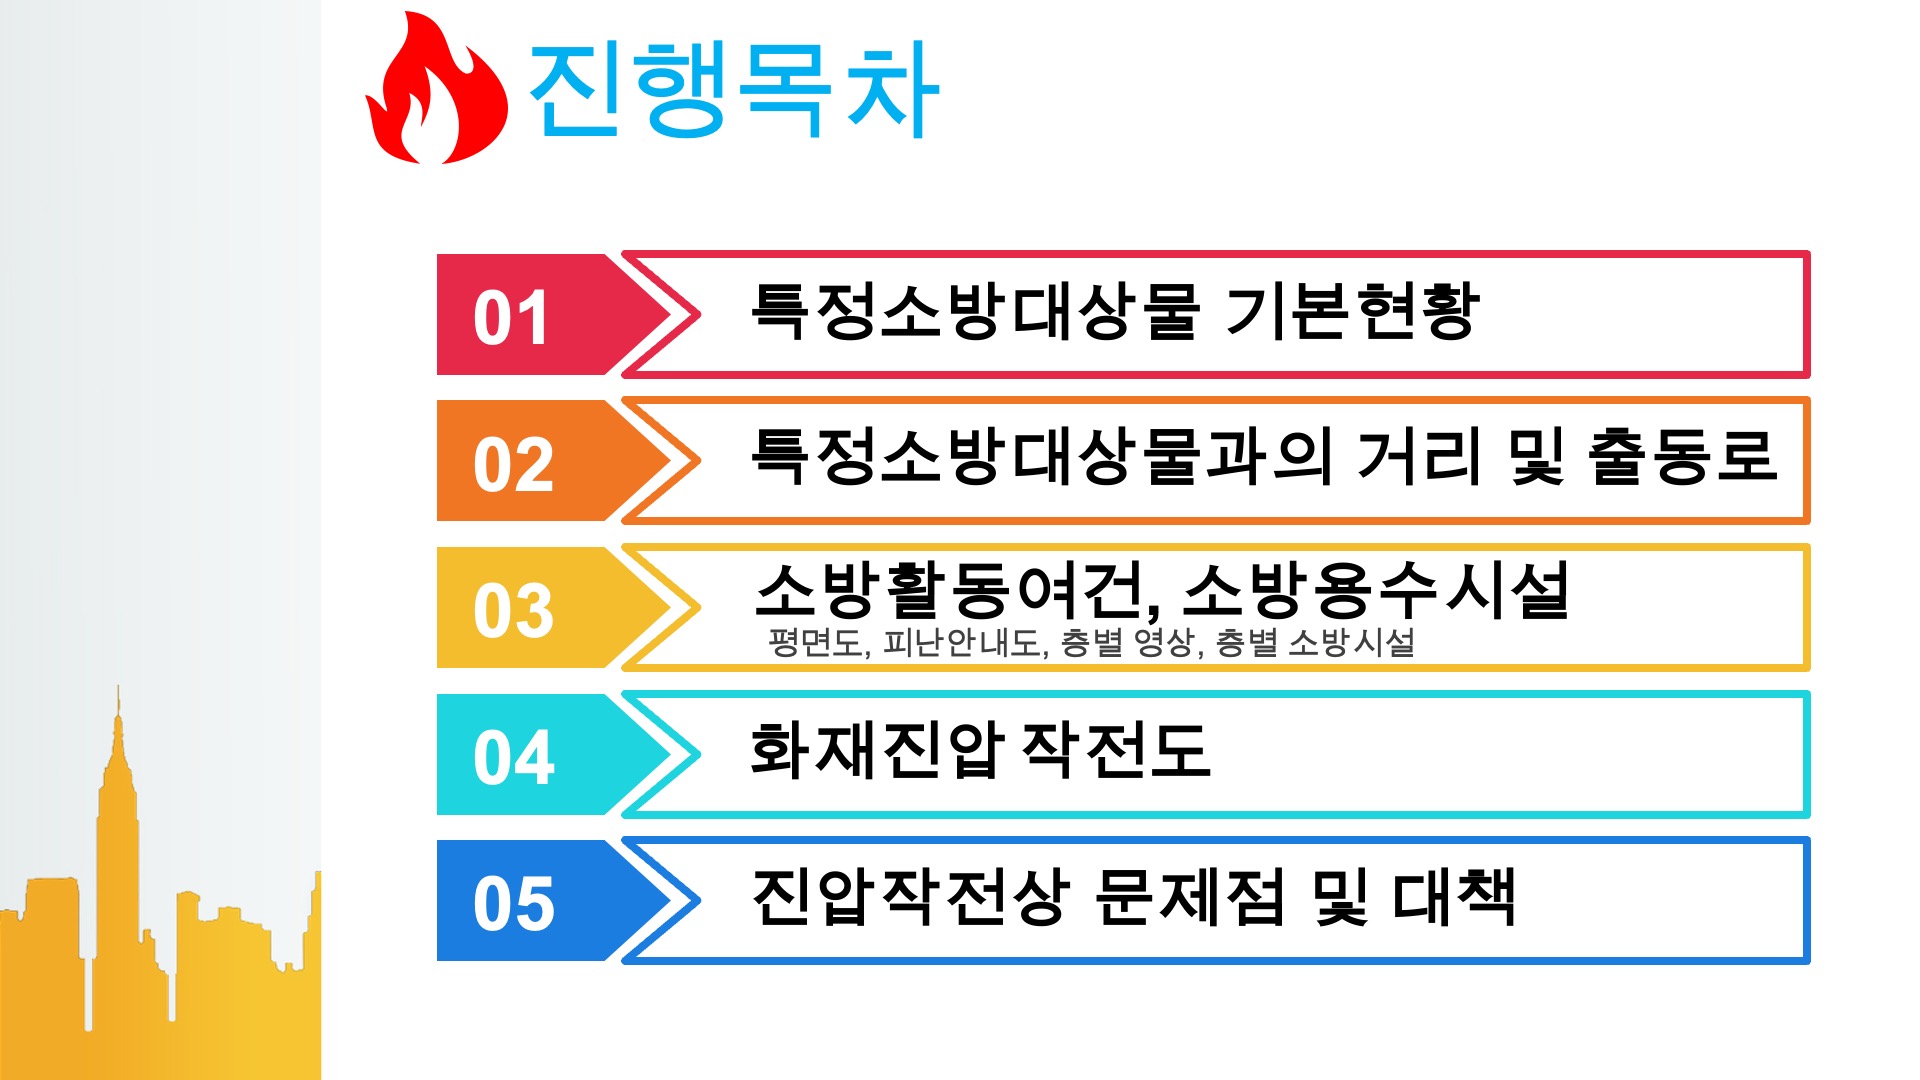 진행목차
01
특정소방대상물 기본현황
02
특정소방대상물과의 거리 및 출동로
03
소방활동여건, 소방용수시설
평면도, 피난안내도, 층별 영상, 층별 소방시설
04
화재진압 작전도
05
진압작전상 문제점 및 대책